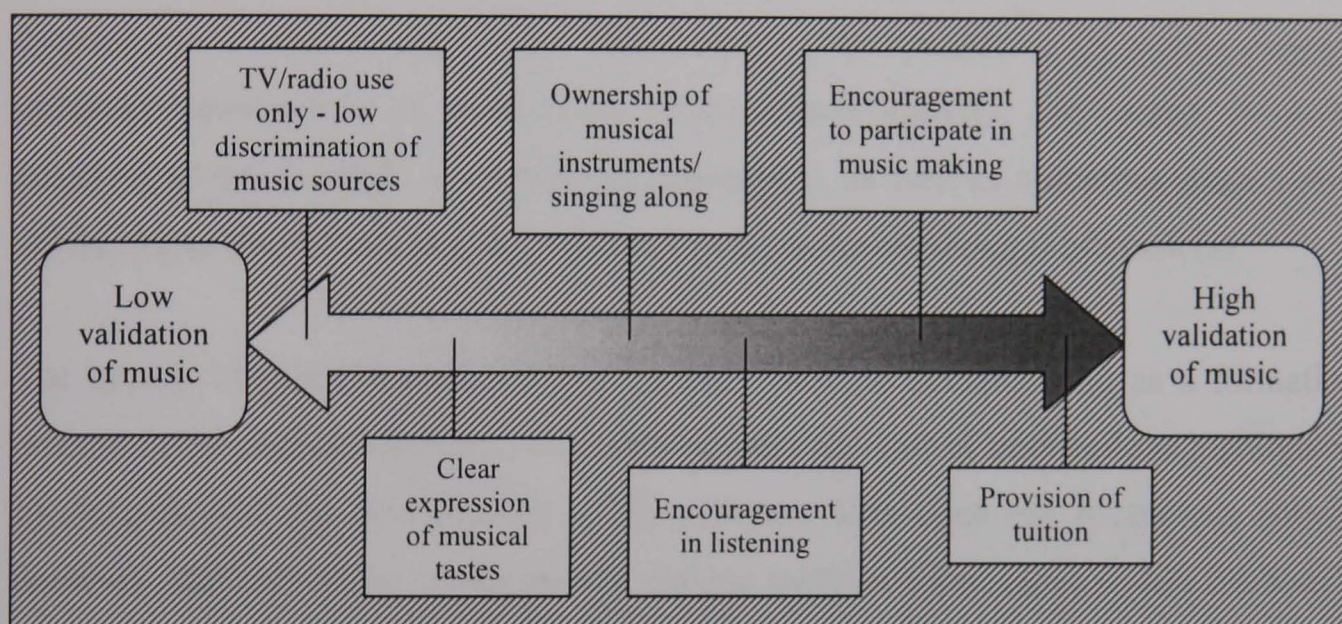 TV/radio use
only - low
discrimination of
music sources
Ownership of
musical
instruments/
singing along
Encouragement
to participate in
music making
Low
validation
of music
High
validation
of music
Clear
expression
of musical
tastes
Encouragement
in listening
Provision of
tuition